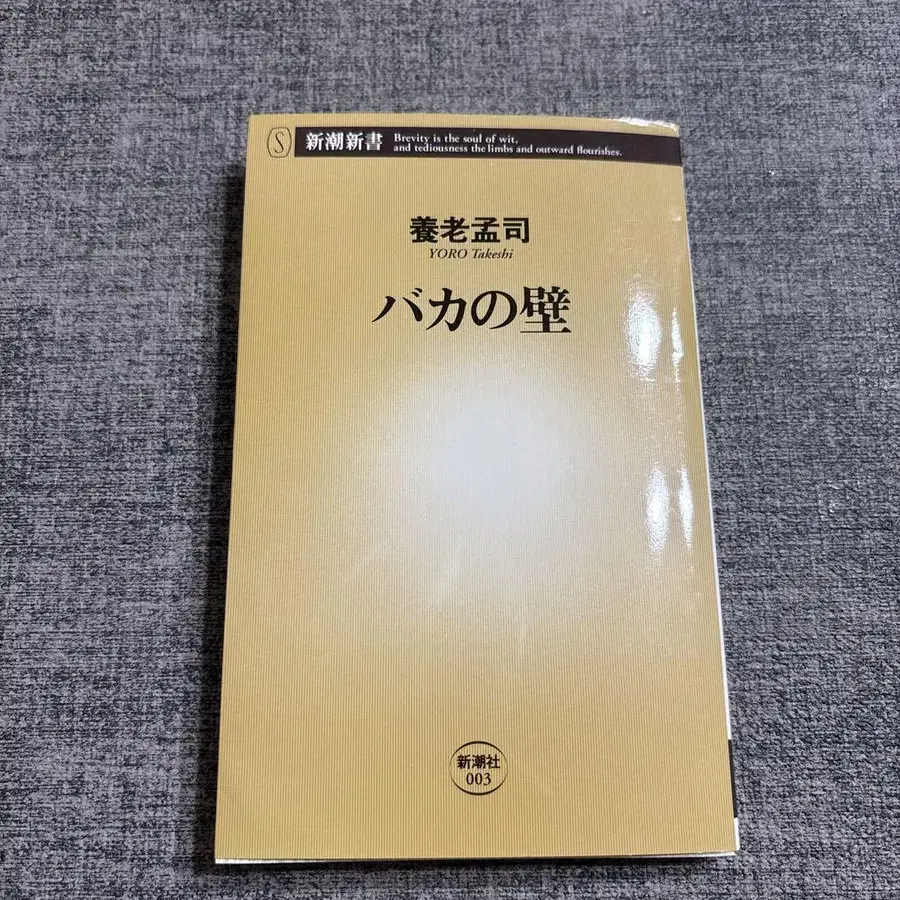 S
新潮新書
Brevity is the soul of wit,
and tediousness the limbs and outward flourishes.
養老孟司
YORO Takeshi
バカの壁
新潮社
003